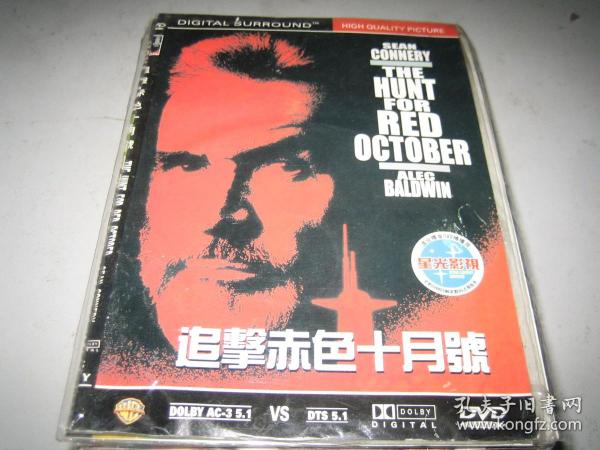 DIGITAL SURROUND™
HIGH QUALITY PICTURE
SEAN
CONNERY
THE
HUNT
FOR
RED
OCTOBER
ALEC
BALDWIN
星光影視
追擊赤色十月號
DOLBY AC-3 5.1
VS
DTS 5.1
DOLBY
DIGITAL
DVD
孔夫子旧书网
www.kongfz.com